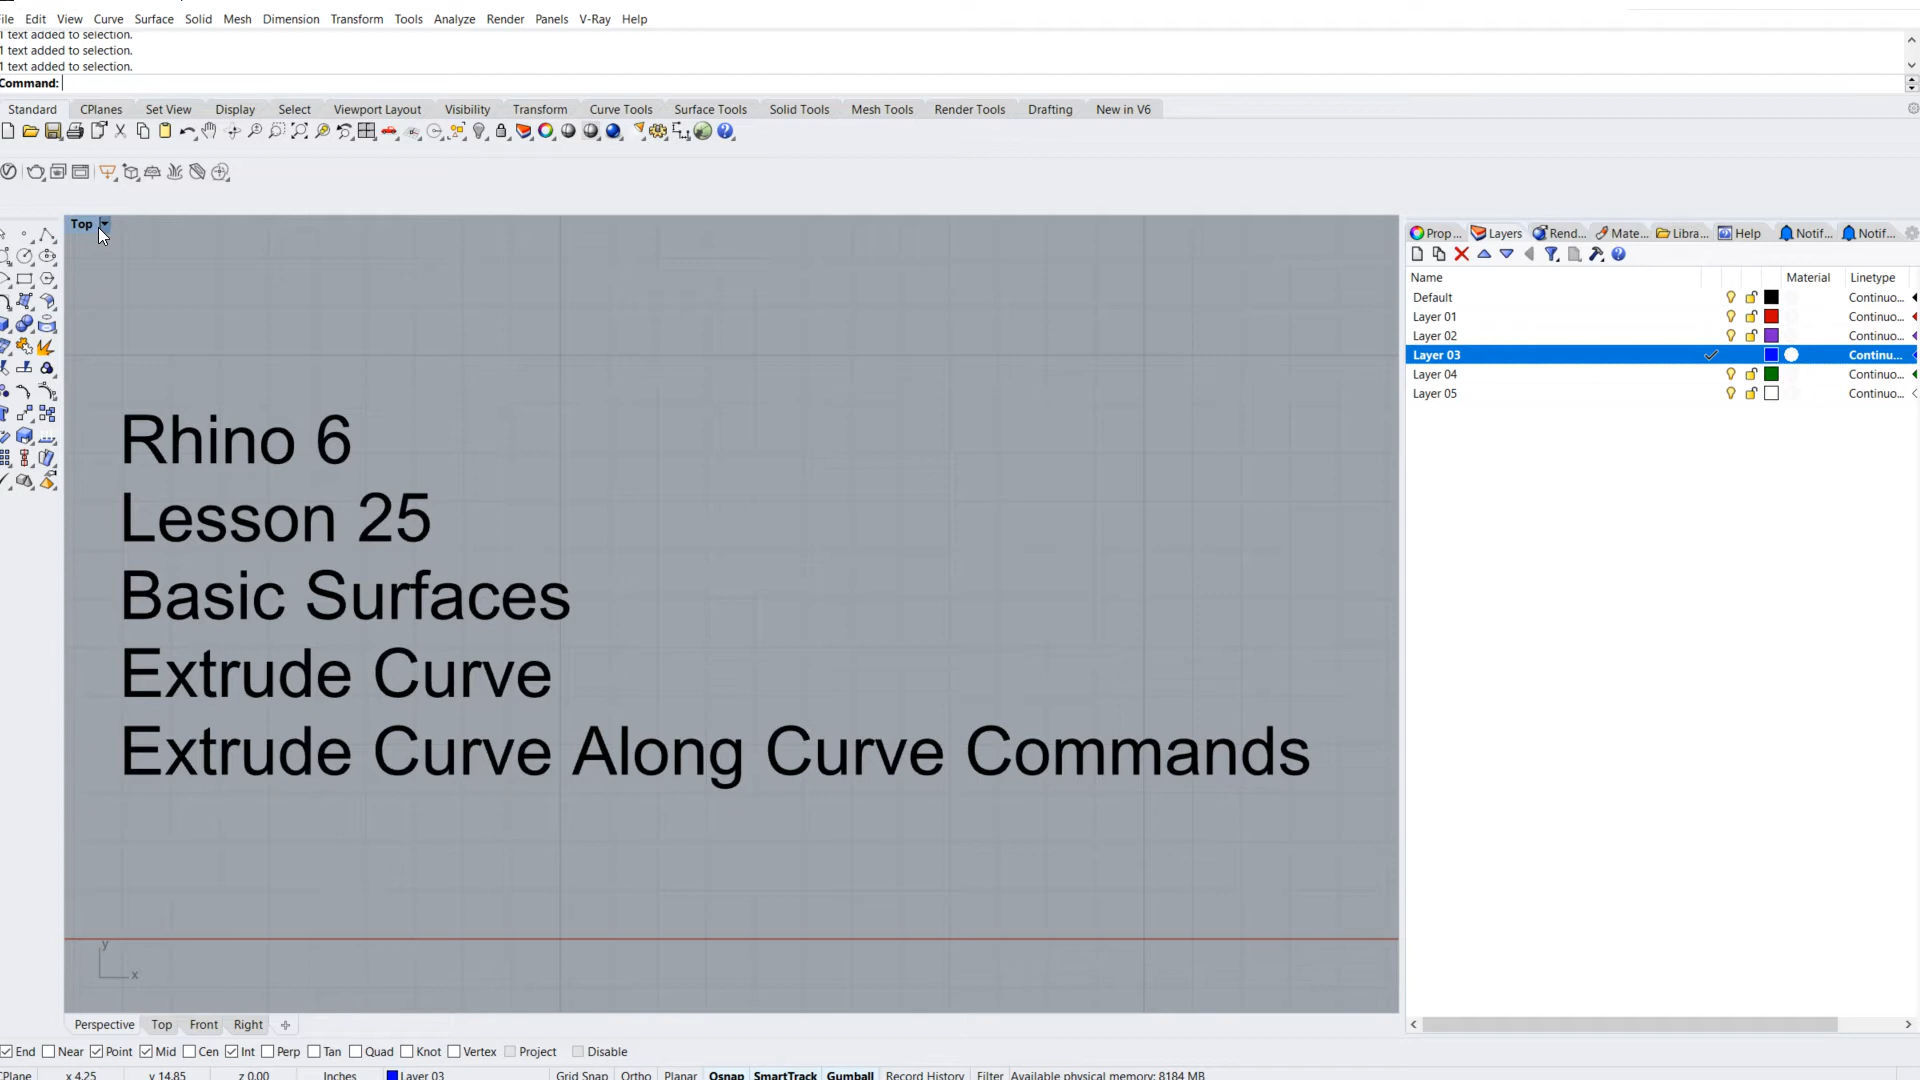 File Edit View Curve Surface Solid Mesh Dimension Transform Tools Analyze Render Panels V-Ray Help
1 text added to selection.
1 text added to selection.
1 text added to selection.
Command:
Standard CPlanes Set View Display Select Viewport Layout Visibility Transform Curve Tools Surface Tools Solid Tools Mesh Tools Render Tools Drafting New in V6
Top
Prop... Layers Rend... Mate... Libra... Help Notif... Notif...
Name Material Linetype
Default Continuo...
Layer 01 Continuo...
Layer 02 Continuo...
Layer 03 Continu...
Layer 04 Continuo...
Layer 05 Continuo...
Rhino 6
Lesson 25
Basic Surfaces
Extrude Curve
Extrude Curve Along Curve Commands
y
x
Perspective Top Front Right
End Near Point Mid Cen Int Perp Tan Quad Knot Vertex Project Disable
CPlane x 4.25 y 14.85 z 0.00 Inches Layer 03 Grid Snap Ortho Planar Osnap SmartTrack Gumball Record History Filter Available physical memory: 8184 MB